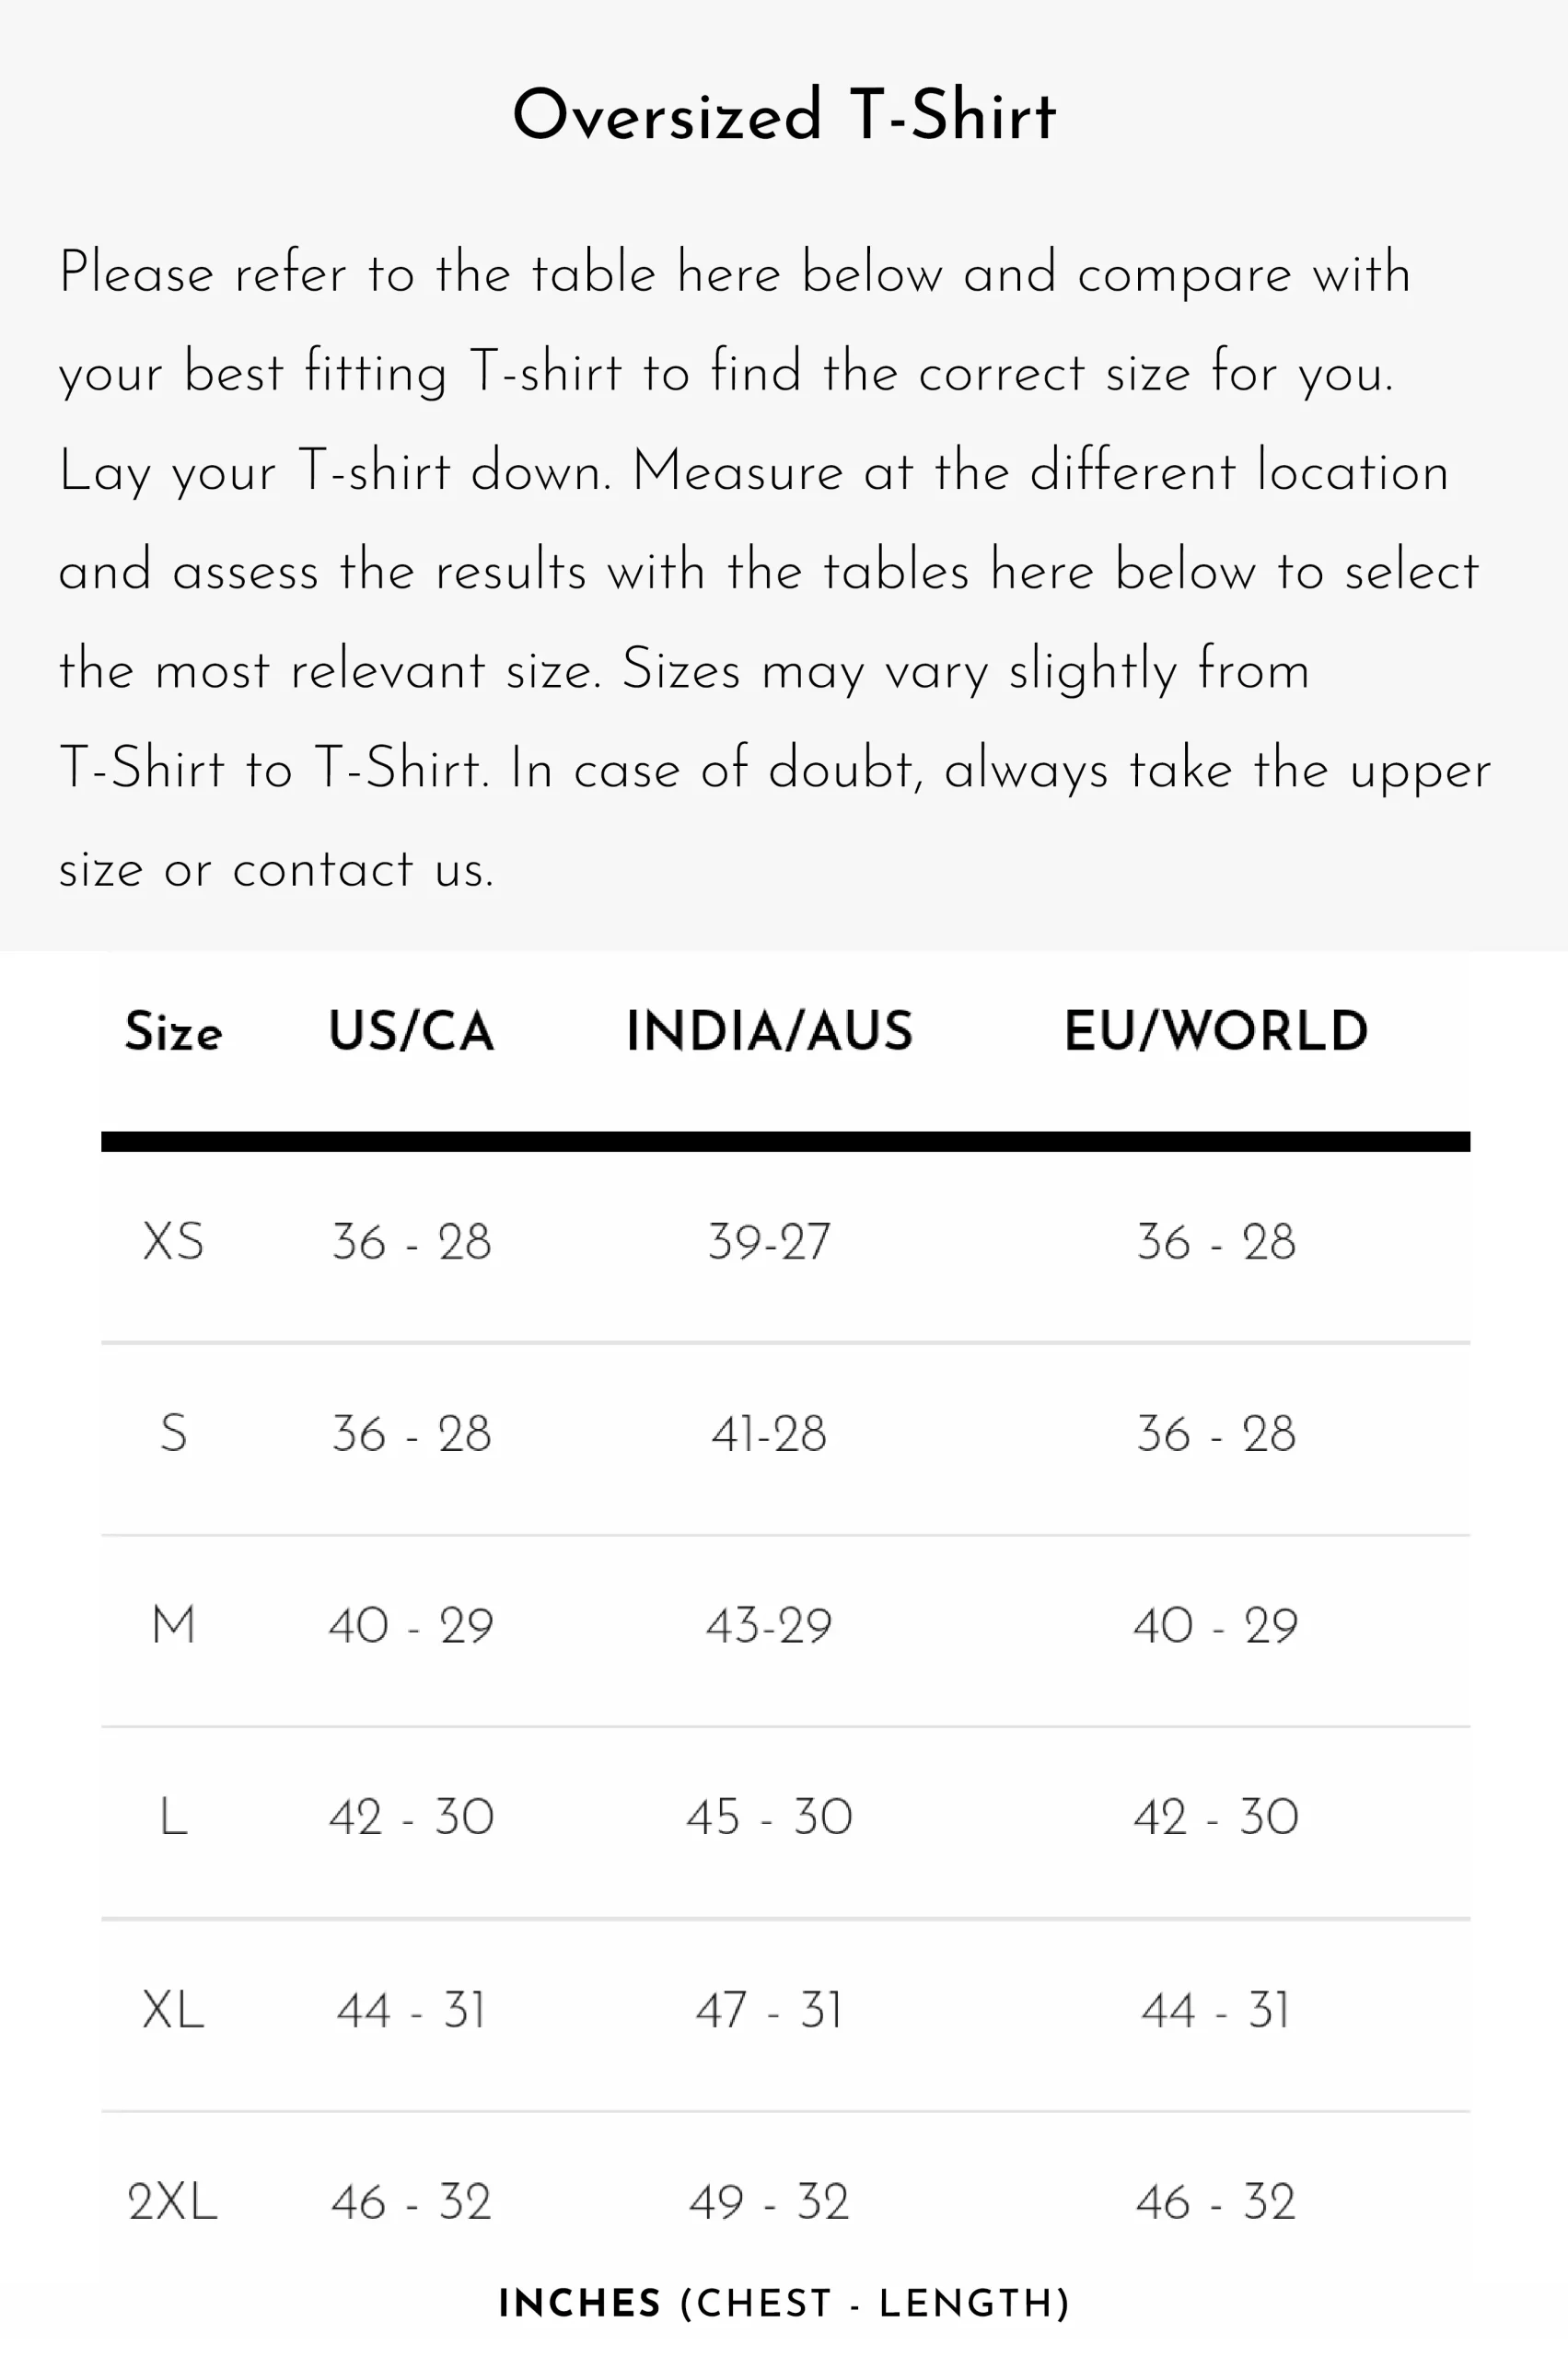 Oversized T-Shirt
Please refer to the table here below and compare with
your best fitting T-shirt to find the correct size for you.
Lay your T-shirt down. Measure at the different location
and assess the results with the tables here below to select
the most relevant size. Sizes may vary slightly from
T-Shirt to T-Shirt. In case of doubt, always take the upper
size or contact us.
Size US/CA INDIA/AUS EU/WORLD
XS 36 - 28 39-27 36 - 28
S 36 - 28 41-28 36 - 28
M 40 - 29 43-29 40 - 29
L 42 - 30 45 - 30 42 - 30
XL 44 - 31 47 - 31 44 - 31
2XL 46 - 32 49 - 32 46 - 32
INCHES (CHEST - LENGTH)